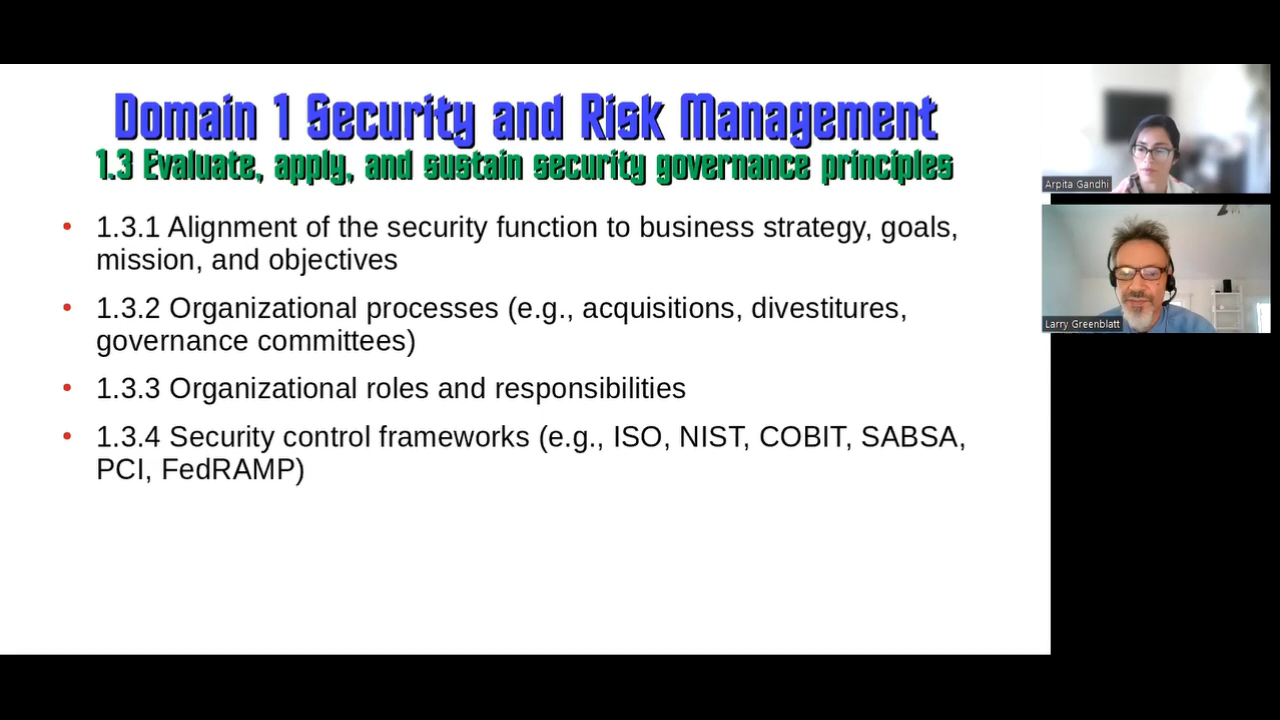 Domain 1 Security and Risk Management
1.3 Evaluate, apply, and sustain security governance principles
• 1.3.1 Alignment of the security function to business strategy, goals,
mission, and objectives
• 1.3.2 Organizational processes (e.g., acquisitions, divestitures,
governance committees)
• 1.3.3 Organizational roles and responsibilities
• 1.3.4 Security control frameworks (e.g., ISO, NIST, COBIT, SABSA,
PCI, FedRAMP)
Arpita Gandhi
Larry Greenblatt